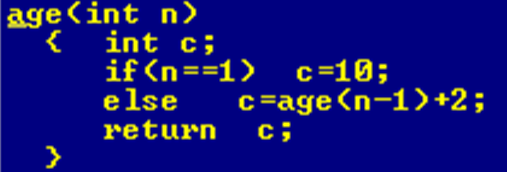 age(int n)
{ int c;
if(n==1) c=10;
else c=age(n-1)+2;
return c;
}